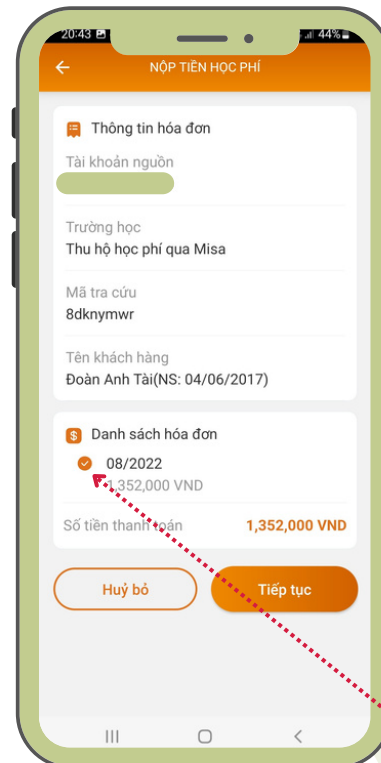 20:43
44%
NỘP TIỀN HỌC PHÍ
Thông tin hóa đơn
Tài khoản nguồn
Trường học
Thu hộ học phí qua Misa
Mã tra cứu
8dknymwr
Tên khách hàng
Đoàn Anh Tài(NS: 04/06/2017)
Danh sách hóa đơn
08/2022
1,352,000 VND
Số tiền thanh toán 1,352,000 VND
Huỷ bỏ Tiếp tục